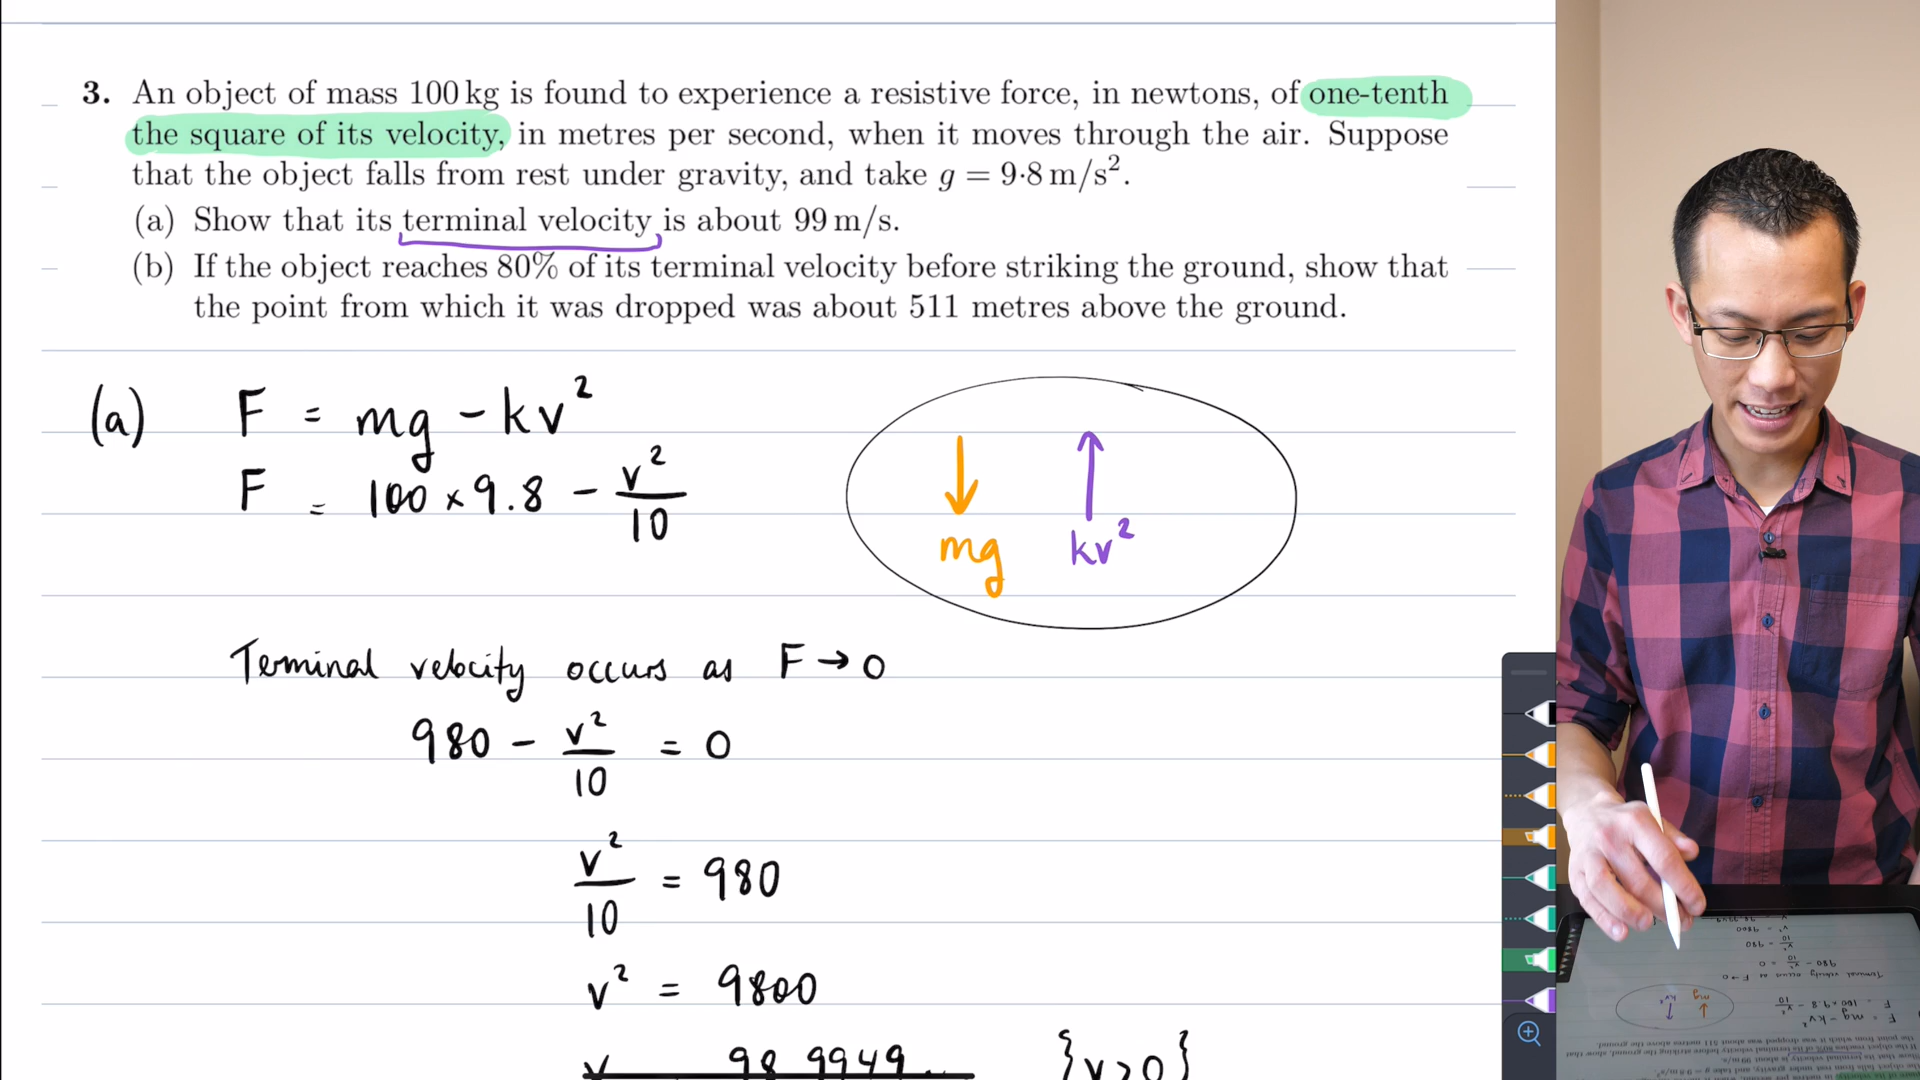 3. An object of mass 100 kg is found to experience a resistive force, in newtons, of one-tenth
the square of its velocity, in metres per second, when it moves through the air. Suppose
that the object falls from rest under gravity, and take g = 9·8 m/s².
(a) Show that its terminal velocity is about 99 m/s.
(b) If the object reaches 80% of its terminal velocity before striking the ground, show that
the point from which it was dropped was about 511 metres above the ground.
(a) F = mg - kv²
F = 100 × 9.8 - v²/10
mg kv²
Terminal velocity occurs as F → 0
980 - v²/10 = 0
v²/10 = 980
v² = 9800
v 98.9949... {v>0}